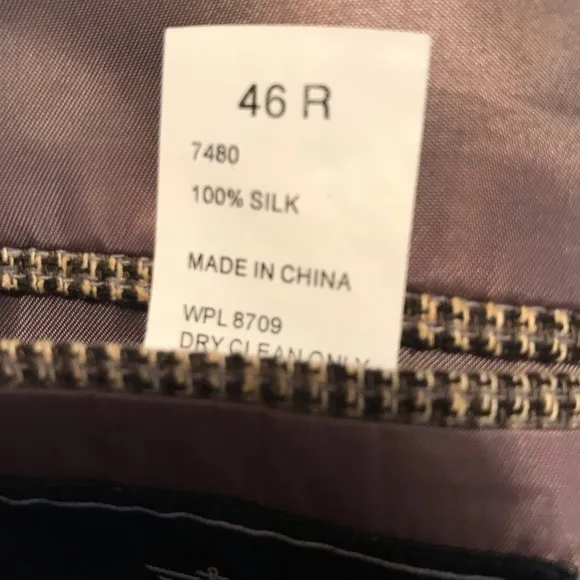 46 R
7480
100% SILK
MADE IN CHINA
WPL 8709
DRY CLEAN ONLY